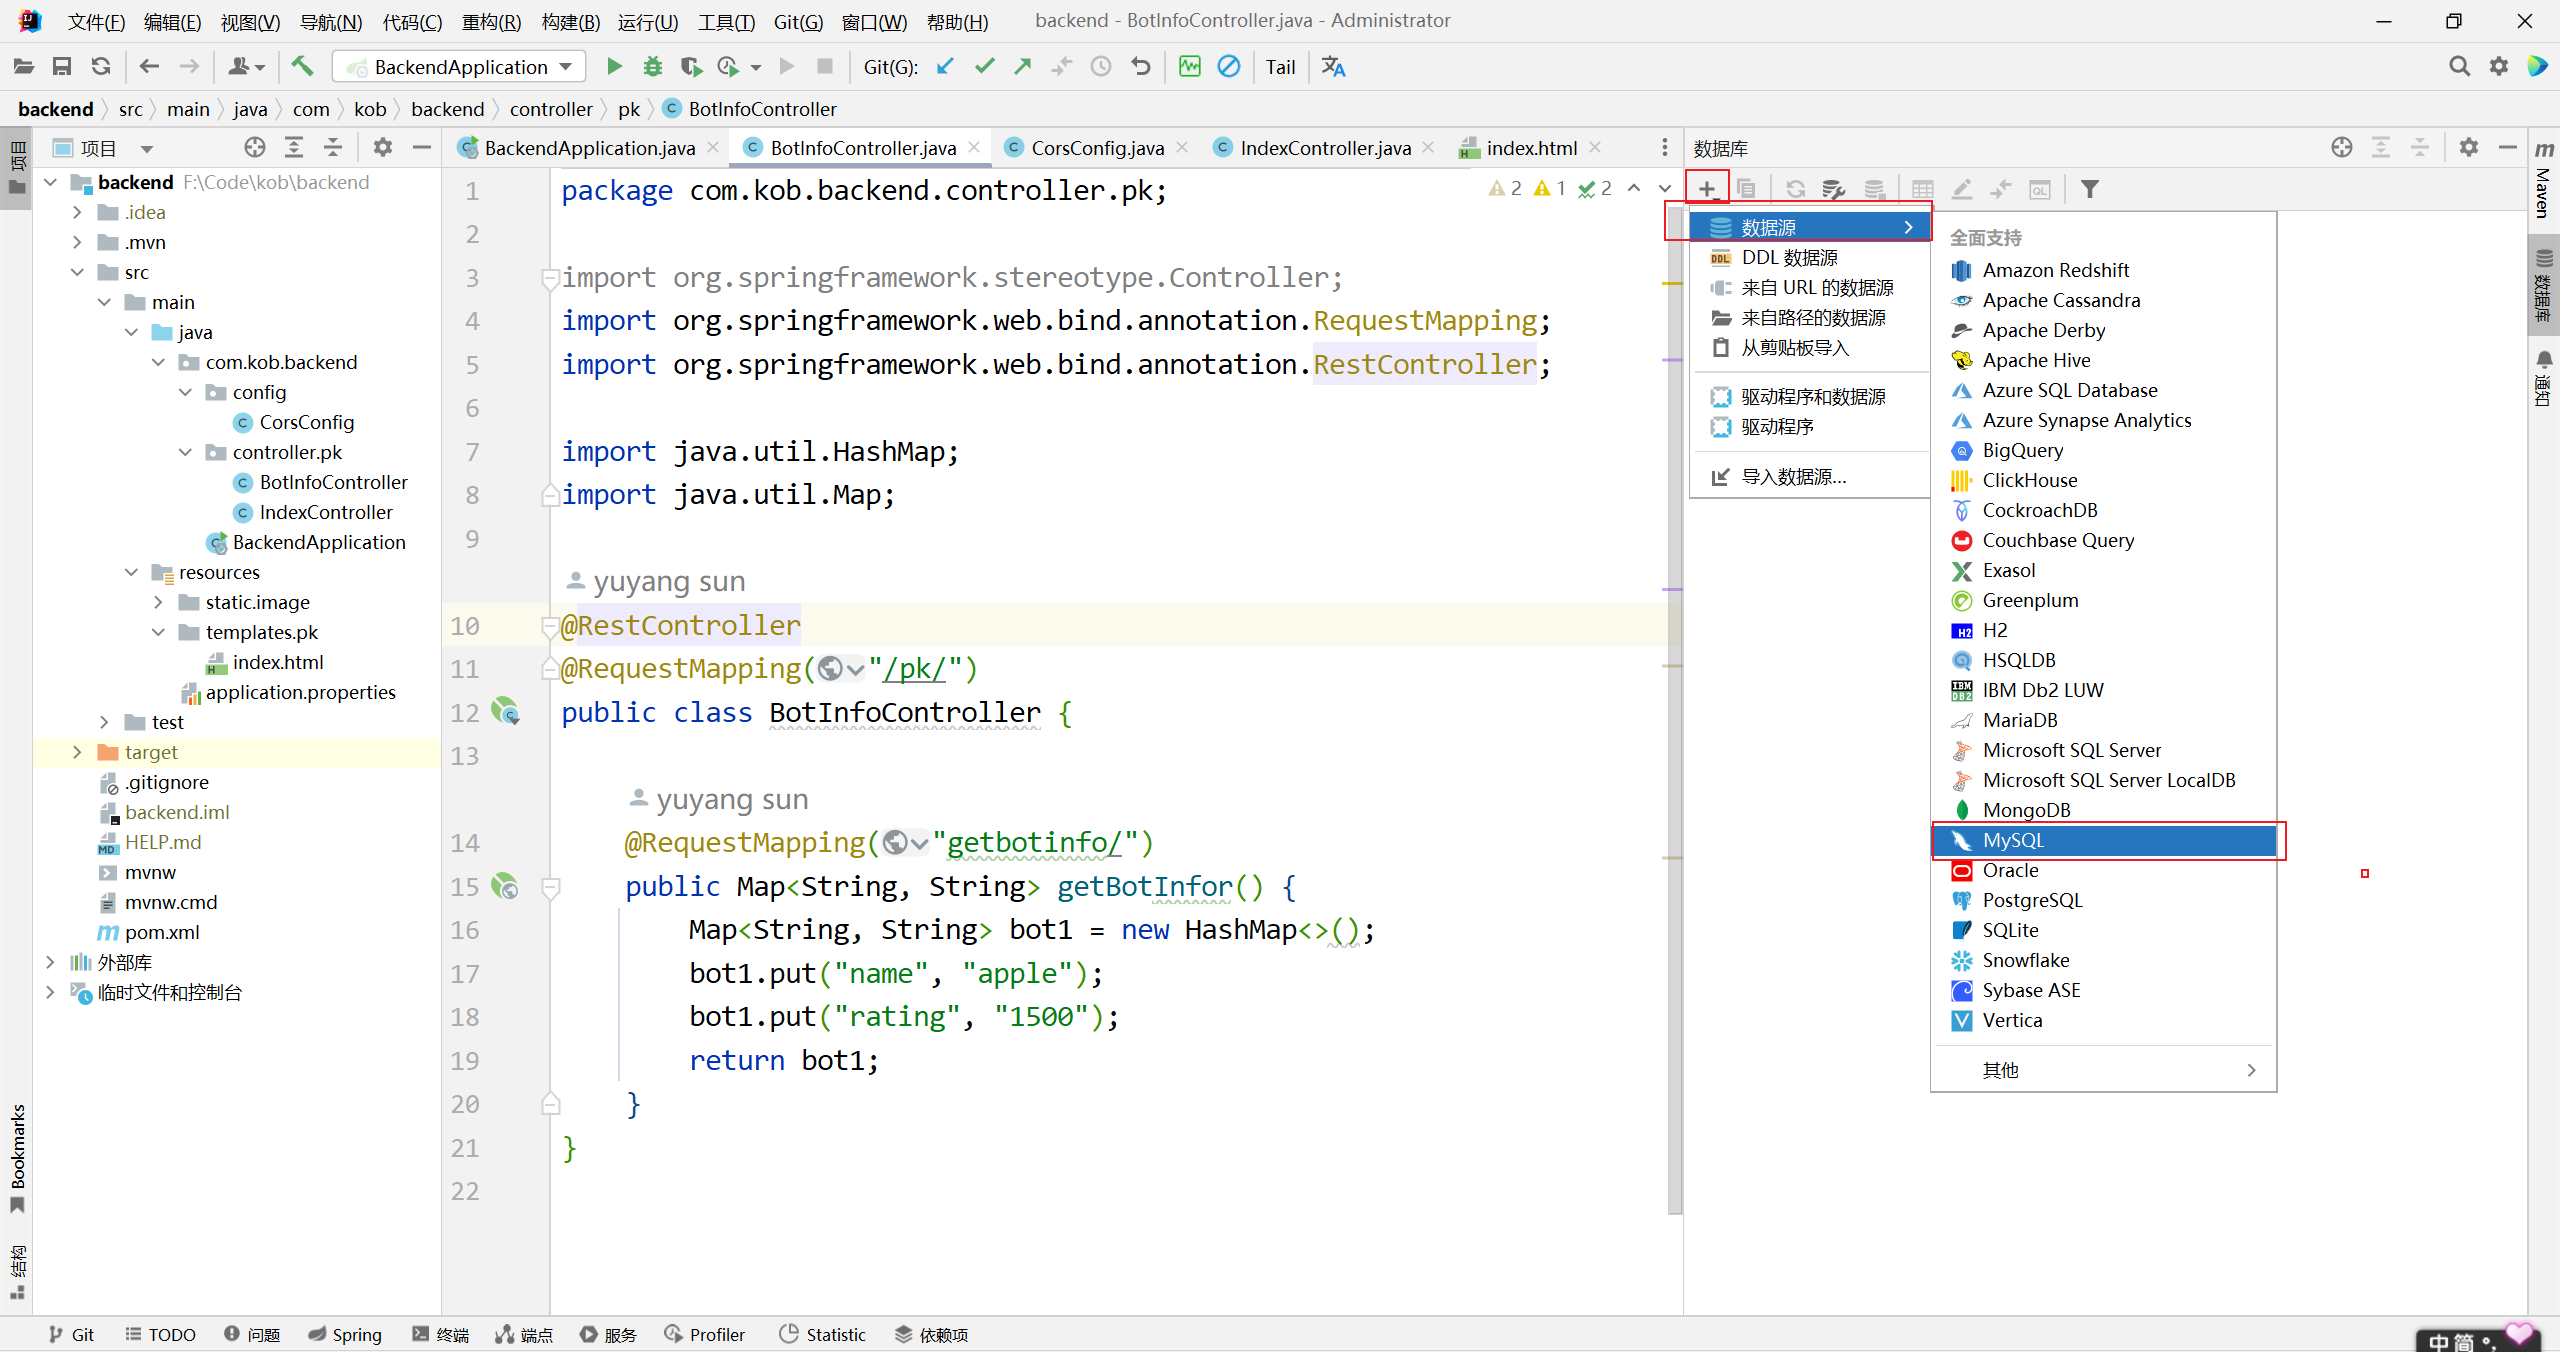 文件(F) 编辑(E) 视图(V) 导航(N) 代码(C) 重构(R) 构建(B) 运行(U) 工具(T) Git(G) 窗口(W) 帮助(H) backend - BotInfoController.java - Administrator
BackendApplication Git(G): Tail
backend src main java com kob backend controller pk BotInfoController
项目
项目
BackendApplication.java BotInfoController.java CorsConfig.java IndexController.java index.html
数据库
backend F:\Code\kob\backend
.idea
.mvn
src
main
java
com.kob.backend
config
CorsConfig
controller.pk
BotInfoController
IndexController
BackendApplication
resources
static.image
templates.pk
index.html
application.properties
test
target
.gitignore
backend.iml
HELP.md
mvnw
mvnw.cmd
pom.xml
外部库
临时文件和控制台
Bookmarks
结构
2 1 2
1 package com.kob.backend.controller.pk;
2
3 import org.springframework.stereotype.Controller;
4 import org.springframework.web.bind.annotation.RequestMapping;
5 import org.springframework.web.bind.annotation.RestController;
6
7 import java.util.HashMap;
8 import java.util.Map;
9
yuyang sun
10 @RestController
11 @RequestMapping("/pk/")
12 public class BotInfoController {
13
yuyang sun
14 @RequestMapping("getbotinfo/")
15 public Map<String, String> getBotInfor() {
16 Map<String, String> bot1 = new HashMap<>();
17 bot1.put("name", "apple");
18 bot1.put("rating", "1500");
19 return bot1;
20 }
21 }
22
数据源
DDL 数据源
来自 URL 的数据源
来自路径的数据源
从剪贴板导入
驱动程序和数据源
驱动程序
导入数据源...
全面支持
Amazon Redshift
Apache Cassandra
Apache Derby
Apache Hive
Azure SQL Database
Azure Synapse Analytics
BigQuery
ClickHouse
CockroachDB
Couchbase Query
Exasol
Greenplum
H2
HSQLDB
IBM Db2 LUW
MariaDB
Microsoft SQL Server
Microsoft SQL Server LocalDB
MongoDB
MySQL
Oracle
PostgreSQL
SQLite
Snowflake
Sybase ASE
Vertica
其他
Maven
数据库
通知
Git TODO 问题 Spring 终端 端点 服务 Profiler Statistic 依赖项
中 简